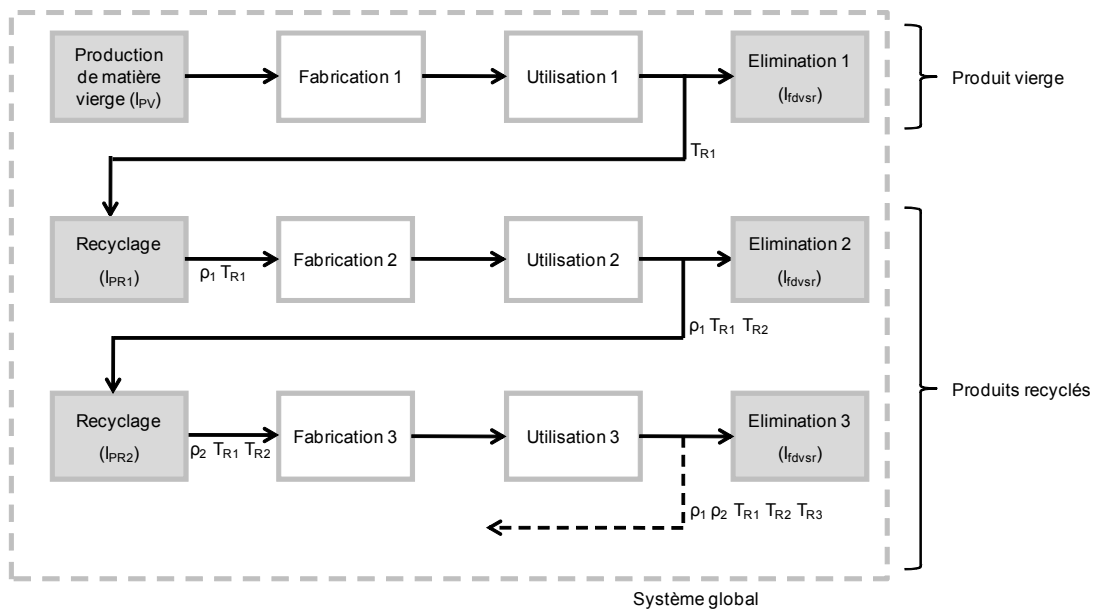 Production
de matière
vierge (I_PV)
Fabrication 1
Utilisation 1
Elimination 1
(I_fdvsr)
Produit vierge
T_R1
Recyclage
(I_PR1)
ρ₁ T_R1
Fabrication 2
Utilisation 2
Elimination 2
(I_fdvsr)
ρ₁ T_R1 T_R2
Produits recyclés
Recyclage
(I_PR2)
ρ₂ T_R1 T_R2
Fabrication 3
Utilisation 3
Elimination 3
(I_fdvsr)
ρ₁ ρ₂ T_R1 T_R2 T_R3
Système global